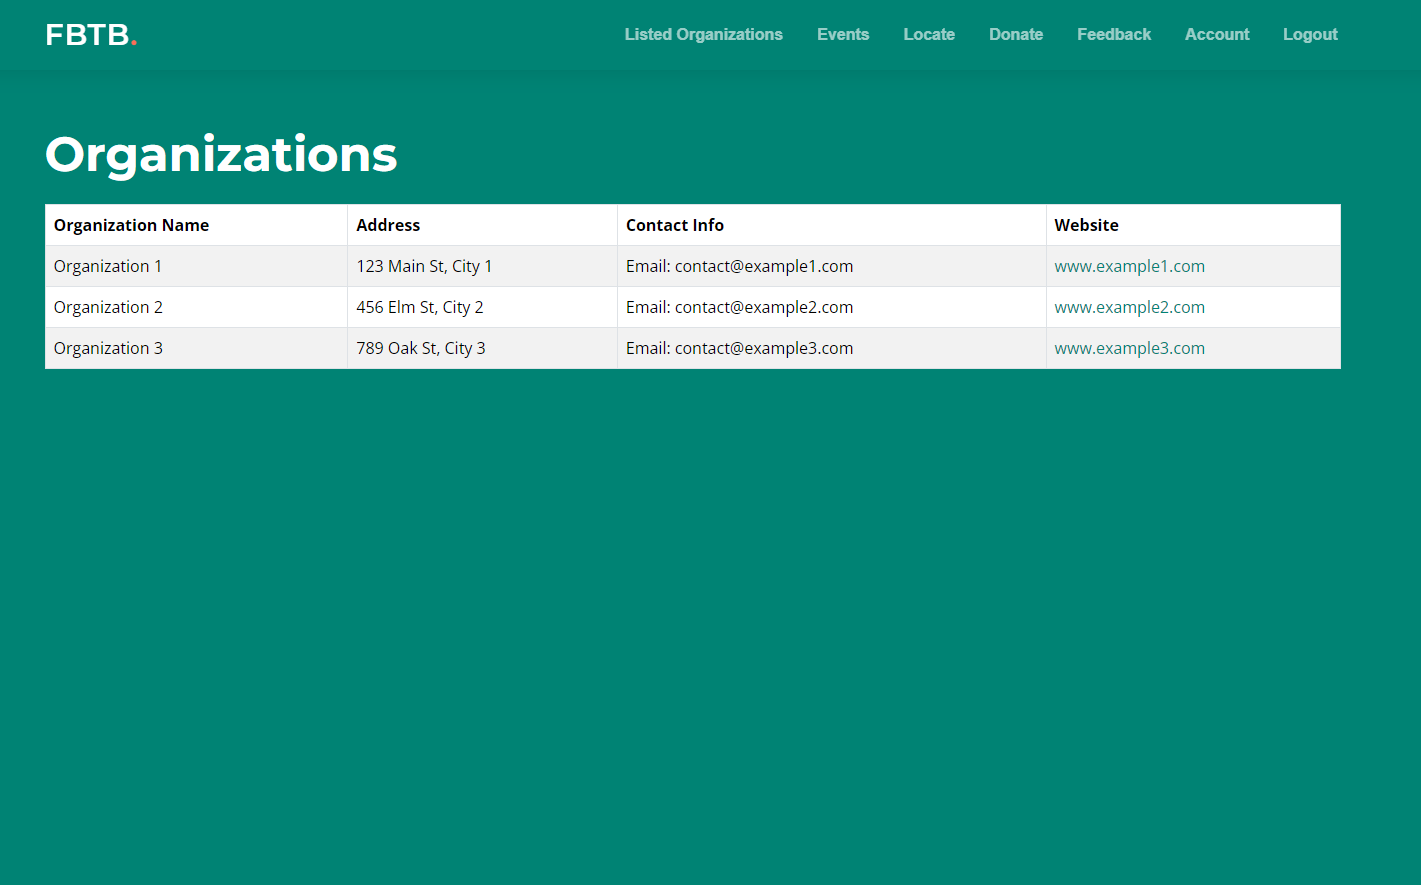 FBTB.
Listed Organizations Events Locate Donate Feedback Account Logout
Organizations
Organization Name Address Contact Info Website
Organization 1 123 Main St, City 1 Email: contact@example1.com www.example1.com
Organization 2 456 Elm St, City 2 Email: contact@example2.com www.example2.com
Organization 3 789 Oak St, City 3 Email: contact@example3.com www.example3.com